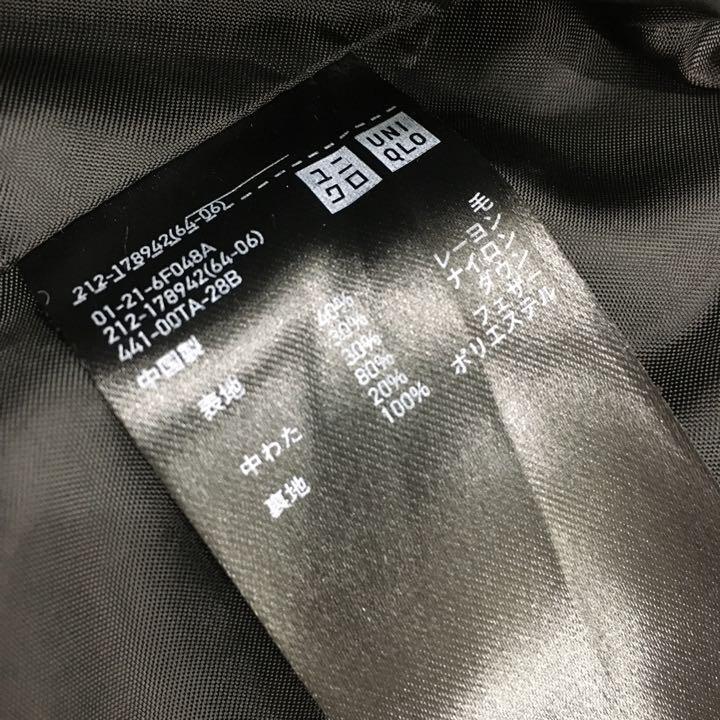 ユニクロ
UNIQLO
212-178942(64-06)
01-21-6F048A
212-178942(64-06)
441-00TA-28B
中国製
表地 40% 毛
30% レーヨン
30% ナイロン
中わた 80% ダウン
20% フェザー
裏地 100% ポリエステル